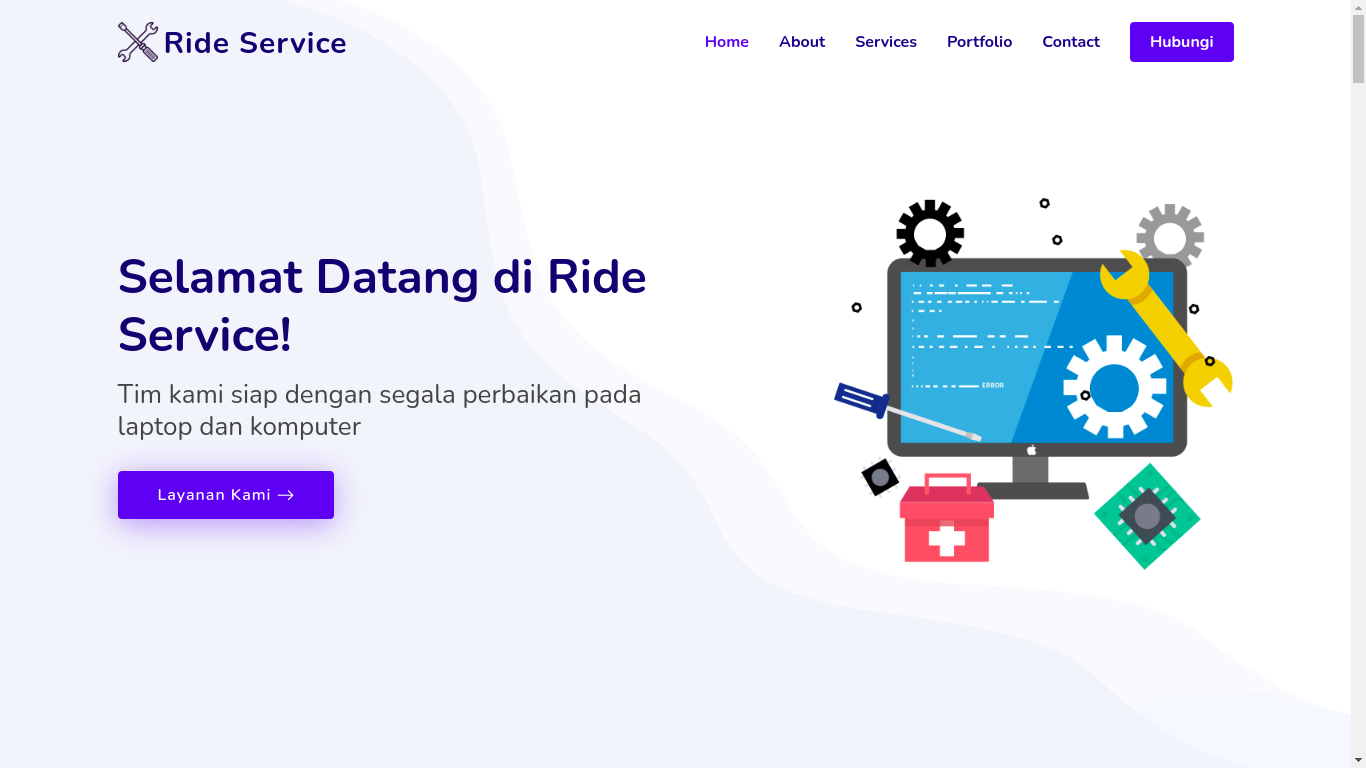 Ride Service
Home
About
Services
Portfolio
Contact
Hubungi
Selamat Datang di Ride
Service!
Tim kami siap dengan segala perbaikan pada
laptop dan komputer
Layanan Kami
ERROR